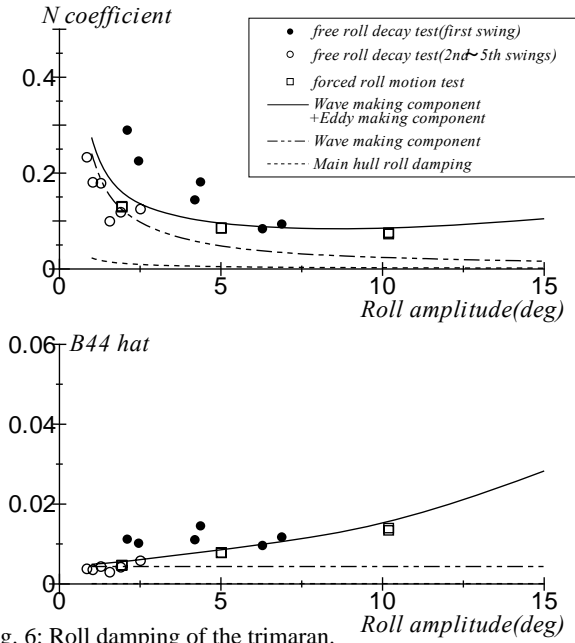 N coefficient
free roll decay test(first swing)
free roll decay test(2nd~5th swings)
forced roll motion test
Wave making component
+Eddy making component
Wave making component
Main hull roll damping
0.4
0.2
0
0
5
10
15
Roll amplitude(deg)
B44 hat
0.06
0.04
0.02
0
0
5
10
15
Roll amplitude(deg)
g. 6: Roll damping of the trimaran.